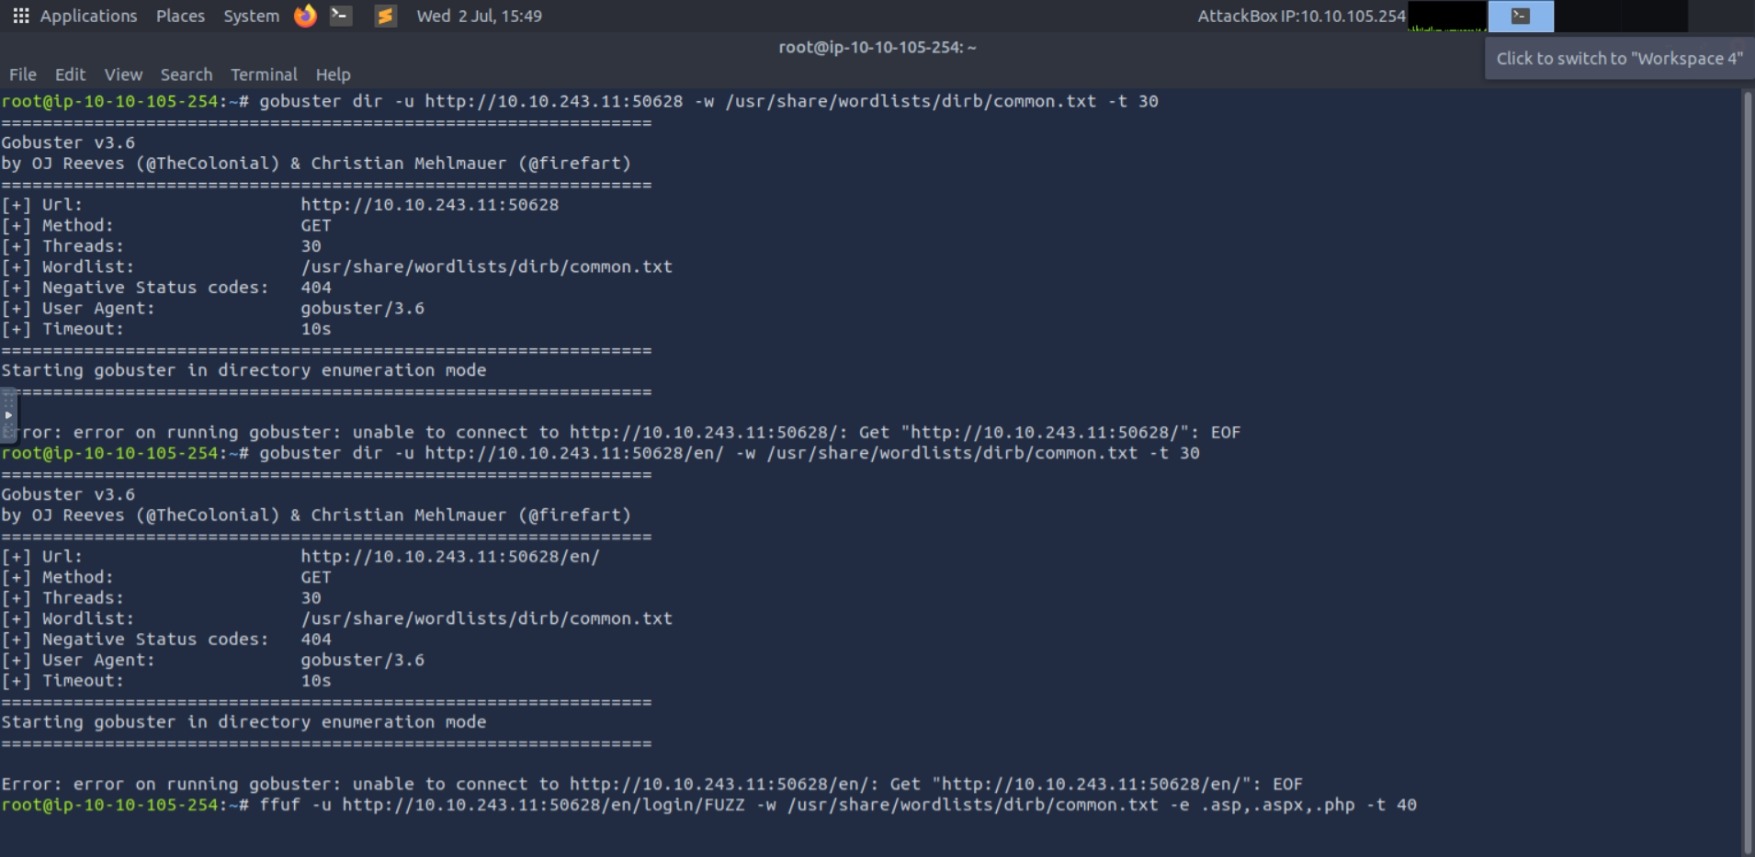 Applications Places System Wed 2 Jul, 15:49 AttackBox IP:10.10.105.254
root@ip-10-10-105-254: ~
Click to switch to "Workspace 4"
File Edit View Search Terminal Help
root@ip-10-10-105-254:~# gobuster dir -u http://10.10.243.11:50628 -w /usr/share/wordlists/dirb/common.txt -t 30
===============================================================
Gobuster v3.6
by OJ Reeves (@TheColonial) & Christian Mehlmauer (@firefart)
===============================================================
[+] Url: http://10.10.243.11:50628
[+] Method: GET
[+] Threads: 30
[+] Wordlist: /usr/share/wordlists/dirb/common.txt
[+] Negative Status codes: 404
[+] User Agent: gobuster/3.6
[+] Timeout: 10s
===============================================================
Starting gobuster in directory enumeration mode
===============================================================
Error: error on running gobuster: unable to connect to http://10.10.243.11:50628/: Get "http://10.10.243.11:50628/": EOF
root@ip-10-10-105-254:~# gobuster dir -u http://10.10.243.11:50628/en/ -w /usr/share/wordlists/dirb/common.txt -t 30
===============================================================
Gobuster v3.6
by OJ Reeves (@TheColonial) & Christian Mehlmauer (@firefart)
===============================================================
[+] Url: http://10.10.243.11:50628/en/
[+] Method: GET
[+] Threads: 30
[+] Wordlist: /usr/share/wordlists/dirb/common.txt
[+] Negative Status codes: 404
[+] User Agent: gobuster/3.6
[+] Timeout: 10s
===============================================================
Starting gobuster in directory enumeration mode
===============================================================
Error: error on running gobuster: unable to connect to http://10.10.243.11:50628/en/: Get "http://10.10.243.11:50628/en/": EOF
root@ip-10-10-105-254:~# ffuf -u http://10.10.243.11:50628/en/login/FUZZ -w /usr/share/wordlists/dirb/common.txt -e .asp,.aspx,.php -t 40